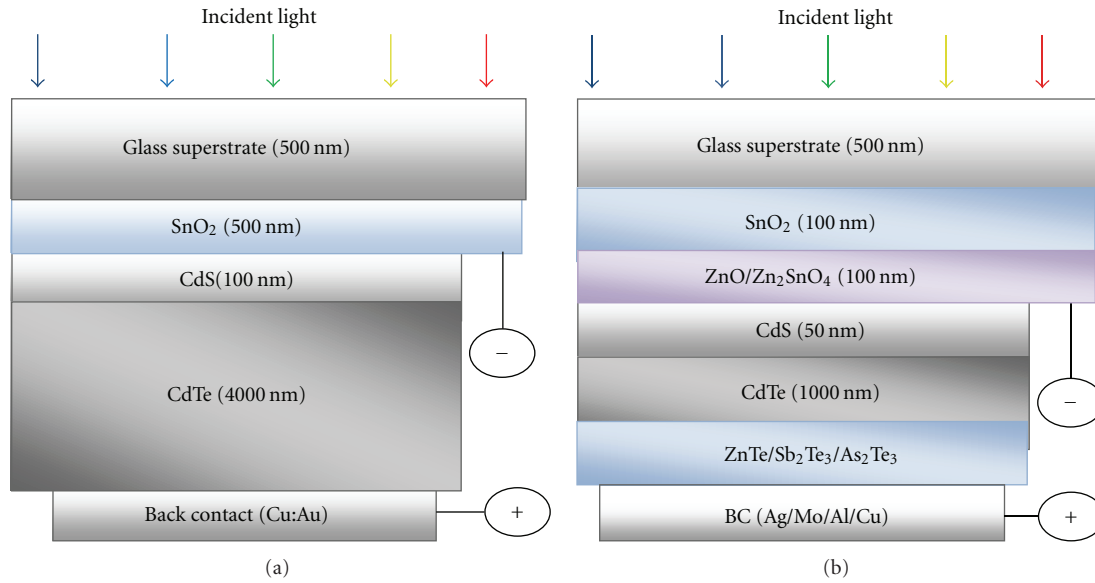 Incident light
Glass superstrate (500 nm)
SnO₂ (500 nm)
CdS(100 nm)
−
CdTe (4000 nm)
Back contact (Cu:Au)
+
(a)
Incident light
Glass superstrate (500 nm)
SnO₂ (100 nm)
ZnO/Zn₂SnO₄ (100 nm)
CdS (50 nm)
CdTe (1000 nm)
−
ZnTe/Sb₂Te₃/As₂Te₃
BC (Ag/Mo/Al/Cu)
+
(b)